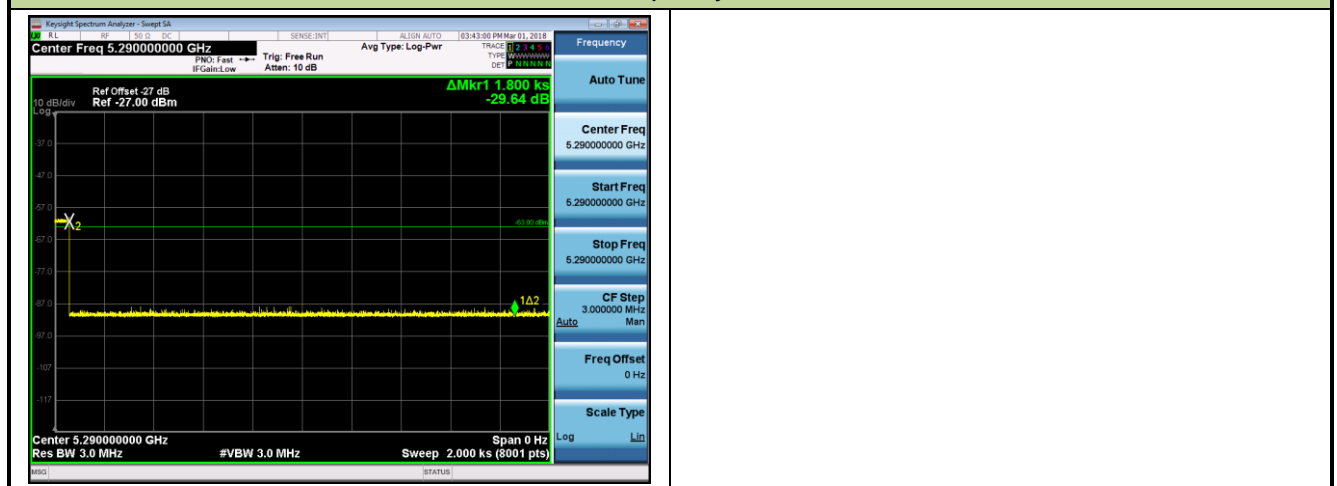 Keysight Spectrum Analyzer - Swept SA
RL RF 50 Ω DC SENSE:INT ALIGN AUTO 03:43:00 PM Mar 01, 2018
Center Freq 5.290000000 GHz
PNO: Fast
IFGain:Low
Trig: Free Run
Atten: 10 dB
Avg Type: Log-Pwr
TRACE 1 2 3 4 5 6
TYPE WWWWWW
DET P NNNNN
Ref Offset -27 dB
10 dB/div Ref -27.00 dBm
Log
ΔMkr1 1.800 ks
-29.64 dB
-37.0
-47.0
-57.0
2
-63.00 dBm
-67.0
-77.0
-87.0
1Δ2
-97.0
-107
-117
Center 5.290000000 GHz Span 0 Hz
Res BW 3.0 MHz #VBW 3.0 MHz Sweep 2.000 ks (8001 pts)
MSG STATUS
Frequency
Auto Tune
Center Freq
5.290000000 GHz
Start Freq
5.290000000 GHz
Stop Freq
5.290000000 GHz
CF Step
3.000000 MHz
Auto Man
Freq Offset
0 Hz
Scale Type
Log Lin